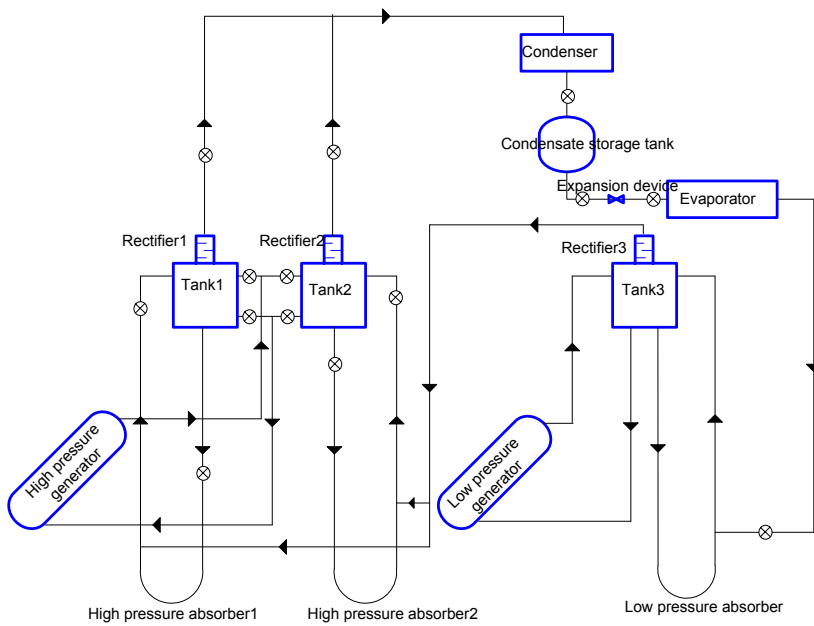 Condenser
Condensate storage tank
Expansion device
Evaporator
Rectifier1
Rectifier2
Rectifier3
Tank1
Tank2
Tank3
High pressure
generator
Low pressure
generator
High pressure absorber1
High pressure absorber2
Low pressure absorber